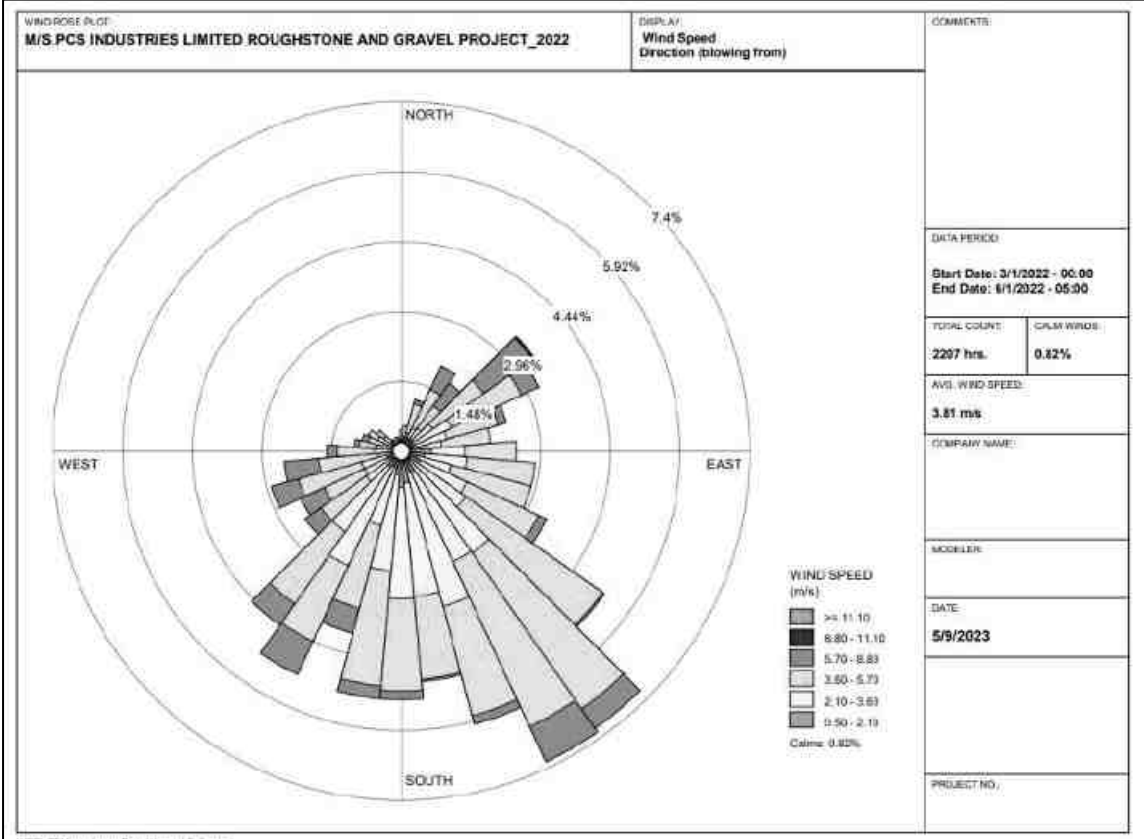 WIND ROSE PLOT:
M/S.PCS INDUSTRIES LIMITED ROUGHSTONE AND GRAVEL PROJECT_2022
DISPLAY:
Wind Speed
Direction (blowing from)
COMMENTS:
NORTH
7.4%
5.92%
4.44%
2.96%
1.48%
WEST
EAST
SOUTH
WIND SPEED
(m/s)
>= 11.10
8.80 - 11.10
5.70 - 8.80
3.60 - 5.70
2.10 - 3.60
0.50 - 2.10
Calms: 0.82%
DATA PERIOD:
Start Date: 3/1/2022 - 00:00
End Date: 6/1/2022 - 05:00
TOTAL COUNT:
2207 hrs.
CALM WINDS:
0.82%
AVG. WIND SPEED:
3.81 m/s
COMPANY NAME:
MODELER:
DATE:
5/9/2023
PROJECT NO.: